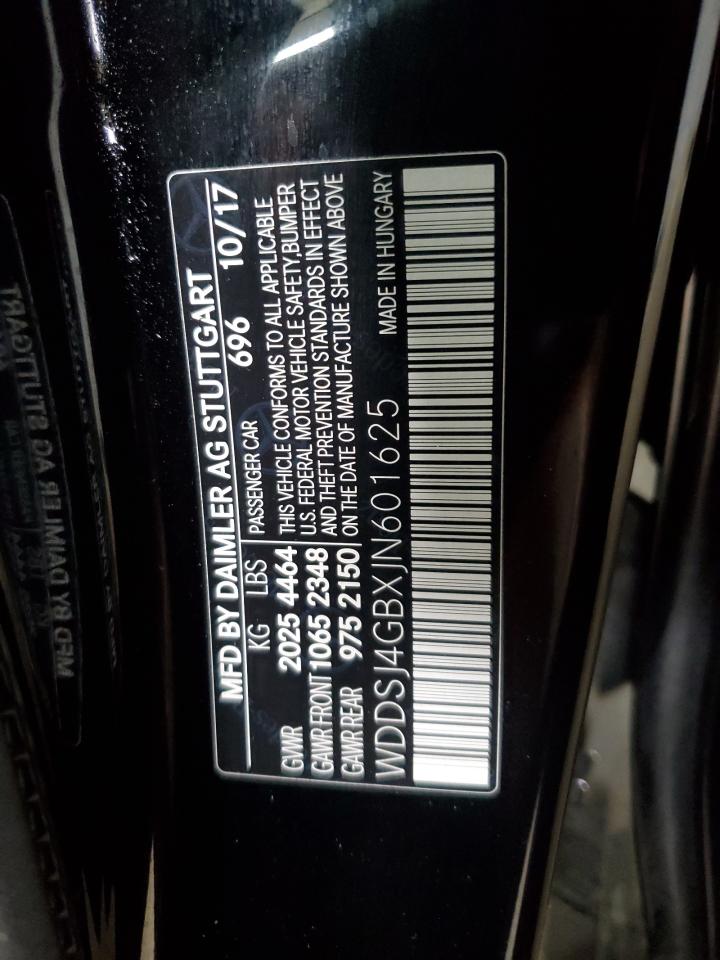 MFD BY DAIMLER AG STUTTGART
KG LBS 696 10/17
GVWR 2025 4464
GAWR FRONT 1065 2348
GAWR REAR 975 2150
PASSENGER CAR
THIS VEHICLE CONFORMS TO ALL APPLICABLE
U.S. FEDERAL MOTOR VEHICLE SAFETY,BUMPER
AND THEFT PREVENTION STANDARDS IN EFFECT
ON THE DATE OF MANUFACTURE SHOWN ABOVE
WDDSJ4GBXJN601625 MADE IN HUNGARY